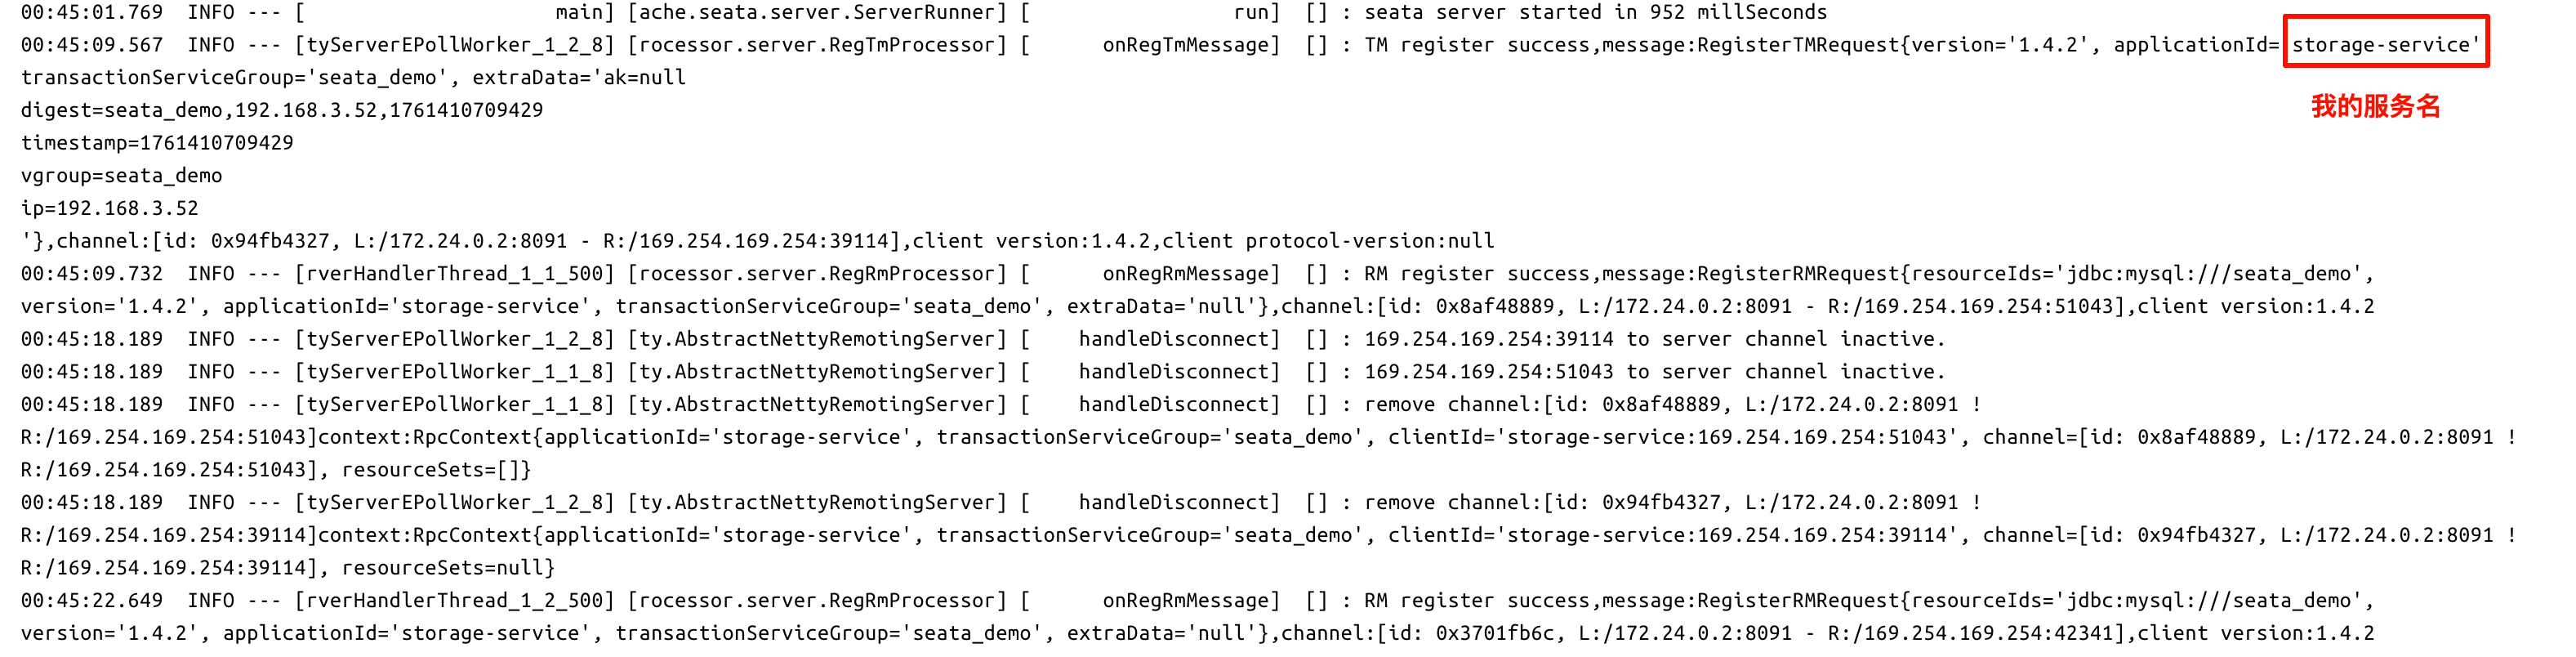 00:45:01.769  INFO --- [                     main] [ache.seata.server.ServerRunner] [                 run]  [] : seata server started in 952 millSeconds
00:45:09.567  INFO --- [tyServerEPollWorker_1_2_8] [rocessor.server.RegTmProcessor] [      onRegTmMessage]  [] : TM register success,message:RegisterTMRequest{version='1.4.2', applicationId='storage-service'
我的服务名
transactionServiceGroup='seata_demo', extraData='ak=null
digest=seata_demo,192.168.3.52,1761410709429
timestamp=1761410709429
vgroup=seata_demo
ip=192.168.3.52
'},channel:[id: 0x94fb4327, L:/172.24.0.2:8091 - R:/169.254.169.254:39114],client version:1.4.2,client protocol-version:null
00:45:09.732  INFO --- [rverHandlerThread_1_1_500] [rocessor.server.RegRmProcessor] [      onRegRmMessage]  [] : RM register success,message:RegisterRMRequest{resourceIds='jdbc:mysql:///seata_demo',
version='1.4.2', applicationId='storage-service', transactionServiceGroup='seata_demo', extraData='null'},channel:[id: 0x8af48889, L:/172.24.0.2:8091 - R:/169.254.169.254:51043],client version:1.4.2
00:45:18.189  INFO --- [tyServerEPollWorker_1_2_8] [ty.AbstractNettyRemotingServer] [    handleDisconnect]  [] : 169.254.169.254:39114 to server channel inactive.
00:45:18.189  INFO --- [tyServerEPollWorker_1_1_8] [ty.AbstractNettyRemotingServer] [    handleDisconnect]  [] : 169.254.169.254:51043 to server channel inactive.
00:45:18.189  INFO --- [tyServerEPollWorker_1_1_8] [ty.AbstractNettyRemotingServer] [    handleDisconnect]  [] : remove channel:[id: 0x8af48889, L:/172.24.0.2:8091 !
R:/169.254.169.254:51043]context:RpcContext{applicationId='storage-service', transactionServiceGroup='seata_demo', clientId='storage-service:169.254.169.254:51043', channel=[id: 0x8af48889, L:/172.24.0.2:8091 !
R:/169.254.169.254:51043], resourceSets=[]}
00:45:18.189  INFO --- [tyServerEPollWorker_1_2_8] [ty.AbstractNettyRemotingServer] [    handleDisconnect]  [] : remove channel:[id: 0x94fb4327, L:/172.24.0.2:8091 !
R:/169.254.169.254:39114]context:RpcContext{applicationId='storage-service', transactionServiceGroup='seata_demo', clientId='storage-service:169.254.169.254:39114', channel=[id: 0x94fb4327, L:/172.24.0.2:8091 !
R:/169.254.169.254:39114], resourceSets=null}
00:45:22.649  INFO --- [rverHandlerThread_1_2_500] [rocessor.server.RegRmProcessor] [      onRegRmMessage]  [] : RM register success,message:RegisterRMRequest{resourceIds='jdbc:mysql:///seata_demo',
version='1.4.2', applicationId='storage-service', transactionServiceGroup='seata_demo', extraData='null'},channel:[id: 0x3701fb6c, L:/172.24.0.2:8091 - R:/169.254.169.254:42341],client version:1.4.2